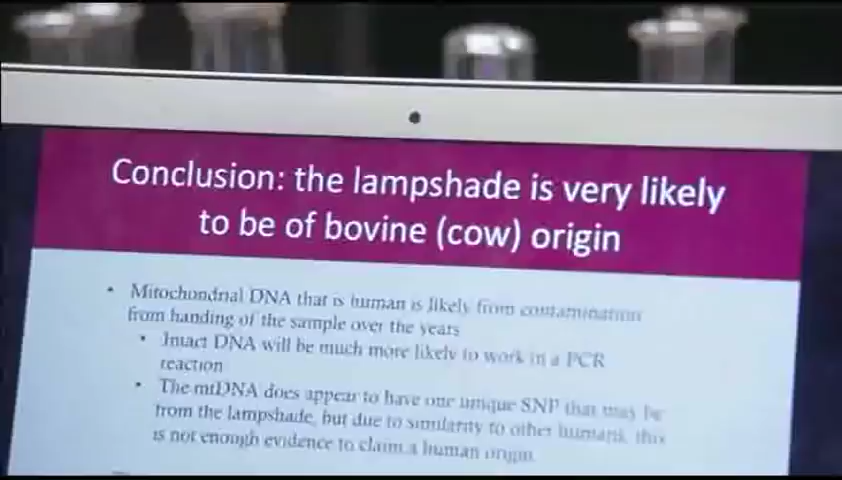 Conclusion: the lampshade is very likely
to be of bovine (cow) origin
• Mitochondrial DNA that is human is likely from contamination
from handing of the sample over the years
• Intact DNA will be much more likely to work in a PCR
reaction
• The mtDNA does appear to have one unique SNP that may be
from the lampshade, but due to similarity to other humans, this
is not enough evidence to claim a human origin